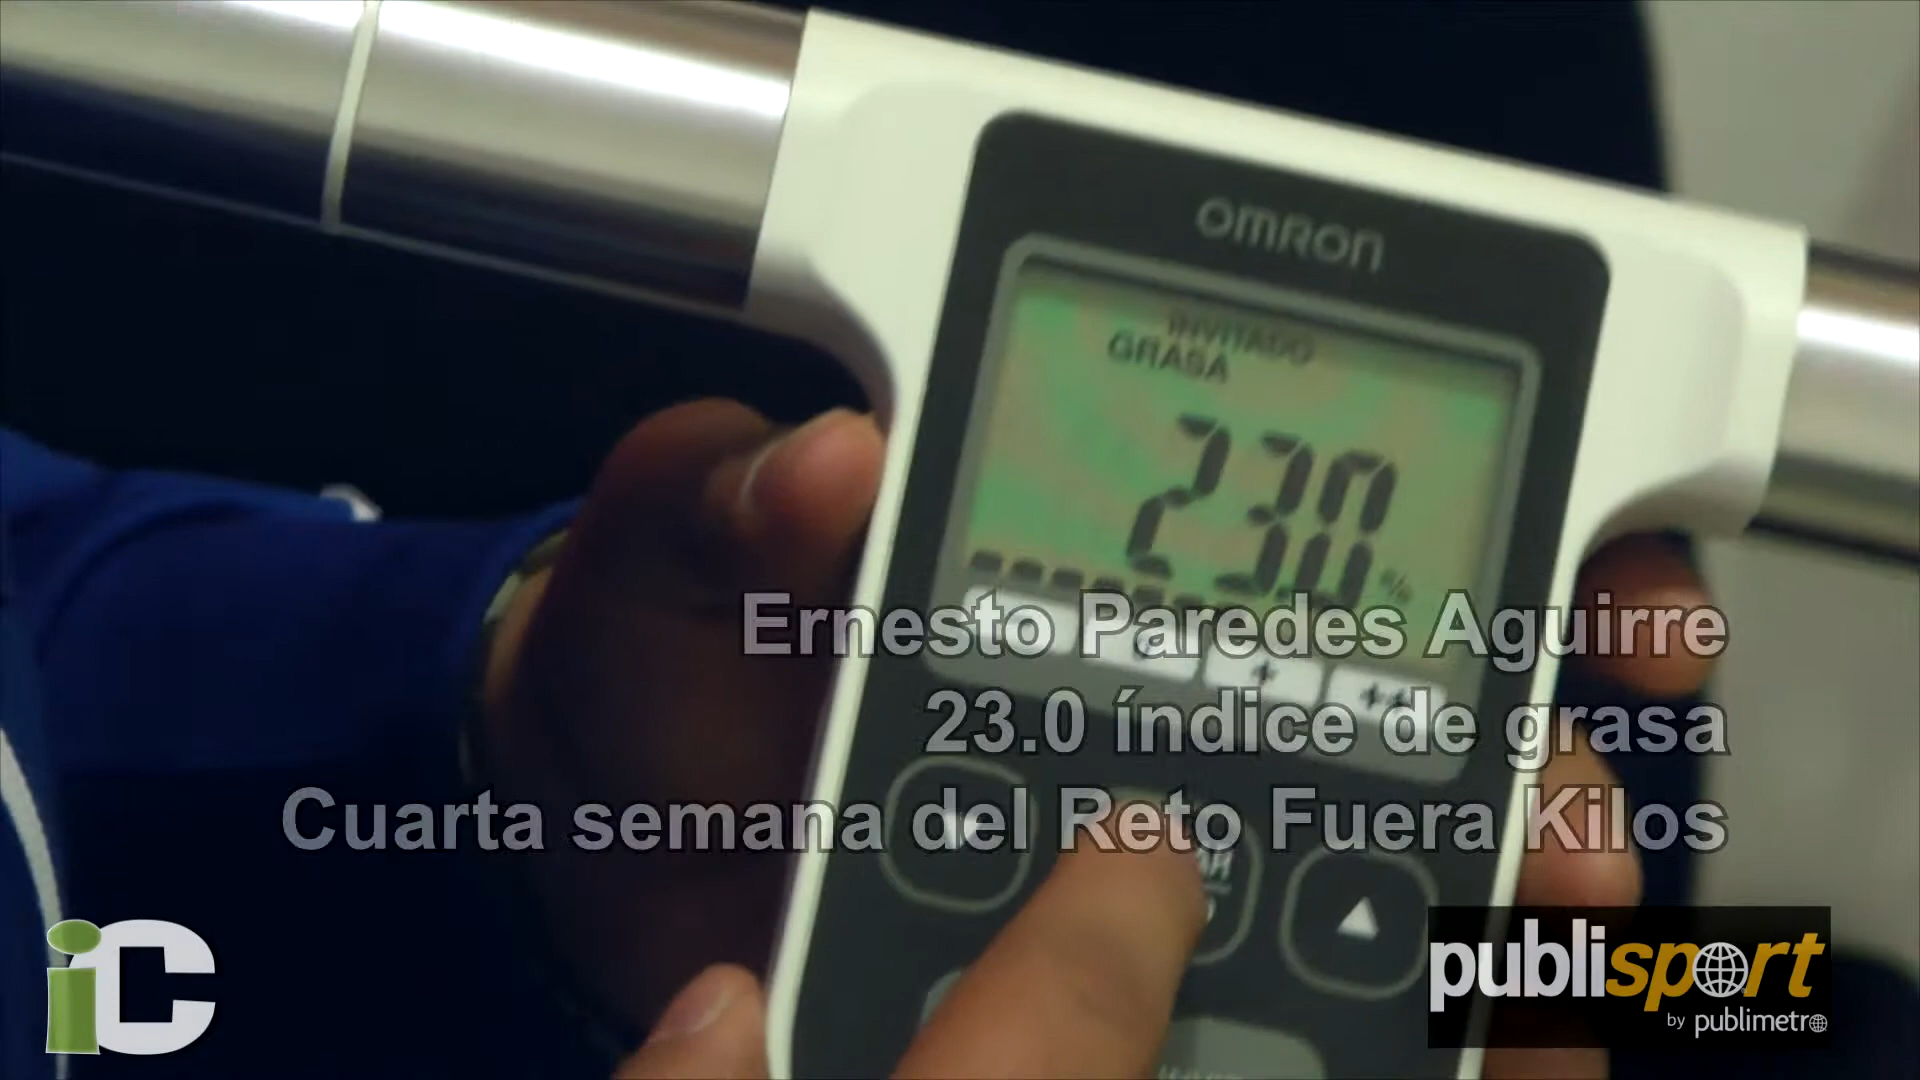 OMRON
INVITADO
GRASA
23.0 %
Ernesto Paredes Aguirre
23.0 índice de grasa
Cuarta semana del Reto Fuera Kilos
iC
publisport
by publimetro